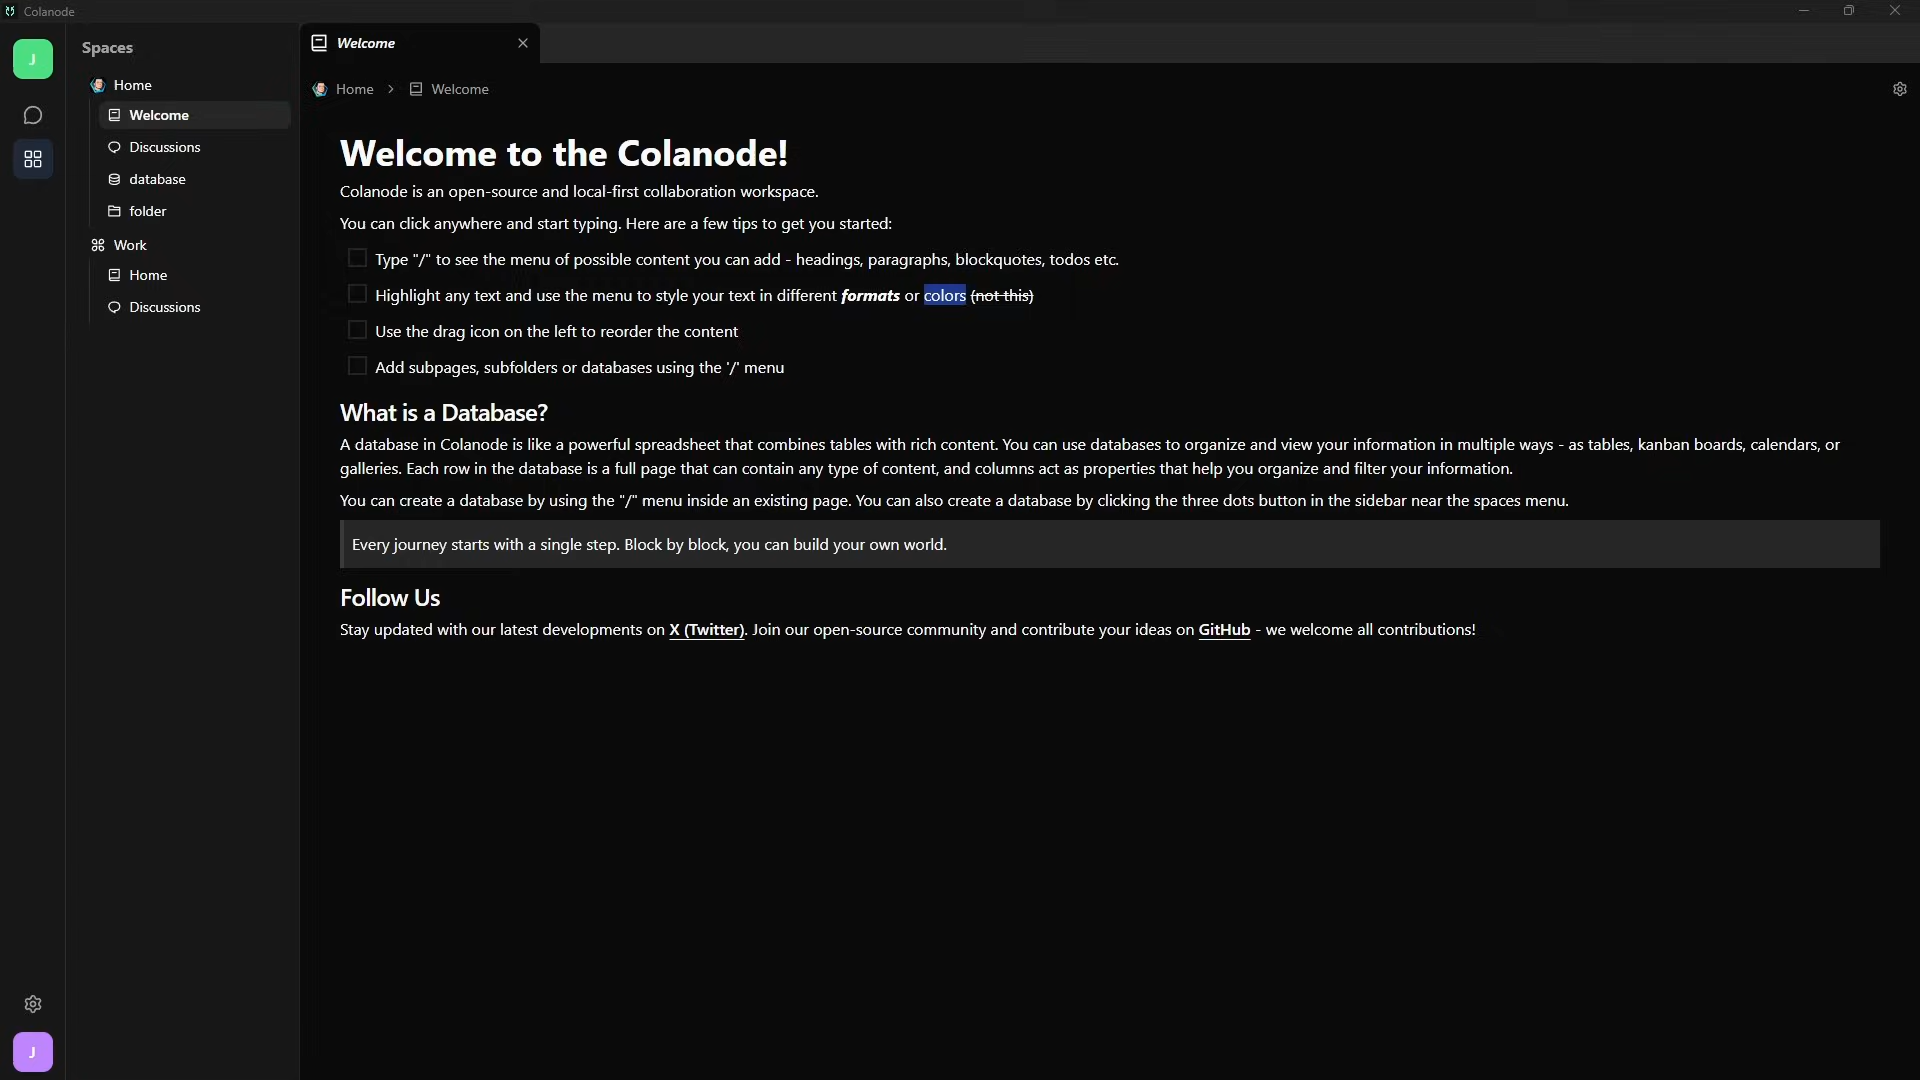 Colanode
J
Spaces
Home
Welcome
Discussions
database
folder
Work
Home
Discussions
J
Welcome
Home > Welcome
Welcome to the Colanode!
Colanode is an open-source and local-first collaboration workspace.
You can click anywhere and start typing. Here are a few tips to get you started:
Type "/" to see the menu of possible content you can add - headings, paragraphs, blockquotes, todos etc.
Highlight any text and use the menu to style your text in different formats or colors (not this)
Use the drag icon on the left to reorder the content
Add subpages, subfolders or databases using the '/' menu
What is a Database?
A database in Colanode is like a powerful spreadsheet that combines tables with rich content. You can use databases to organize and view your information in multiple ways - as tables, kanban boards, calendars, or
galleries. Each row in the database is a full page that can contain any type of content, and columns act as properties that help you organize and filter your information.
You can create a database by using the "/" menu inside an existing page. You can also create a database by clicking the three dots button in the sidebar near the spaces menu.
Every journey starts with a single step. Block by block, you can build your own world.
Follow Us
Stay updated with our latest developments on X (Twitter). Join our open-source community and contribute your ideas on GitHub - we welcome all contributions!